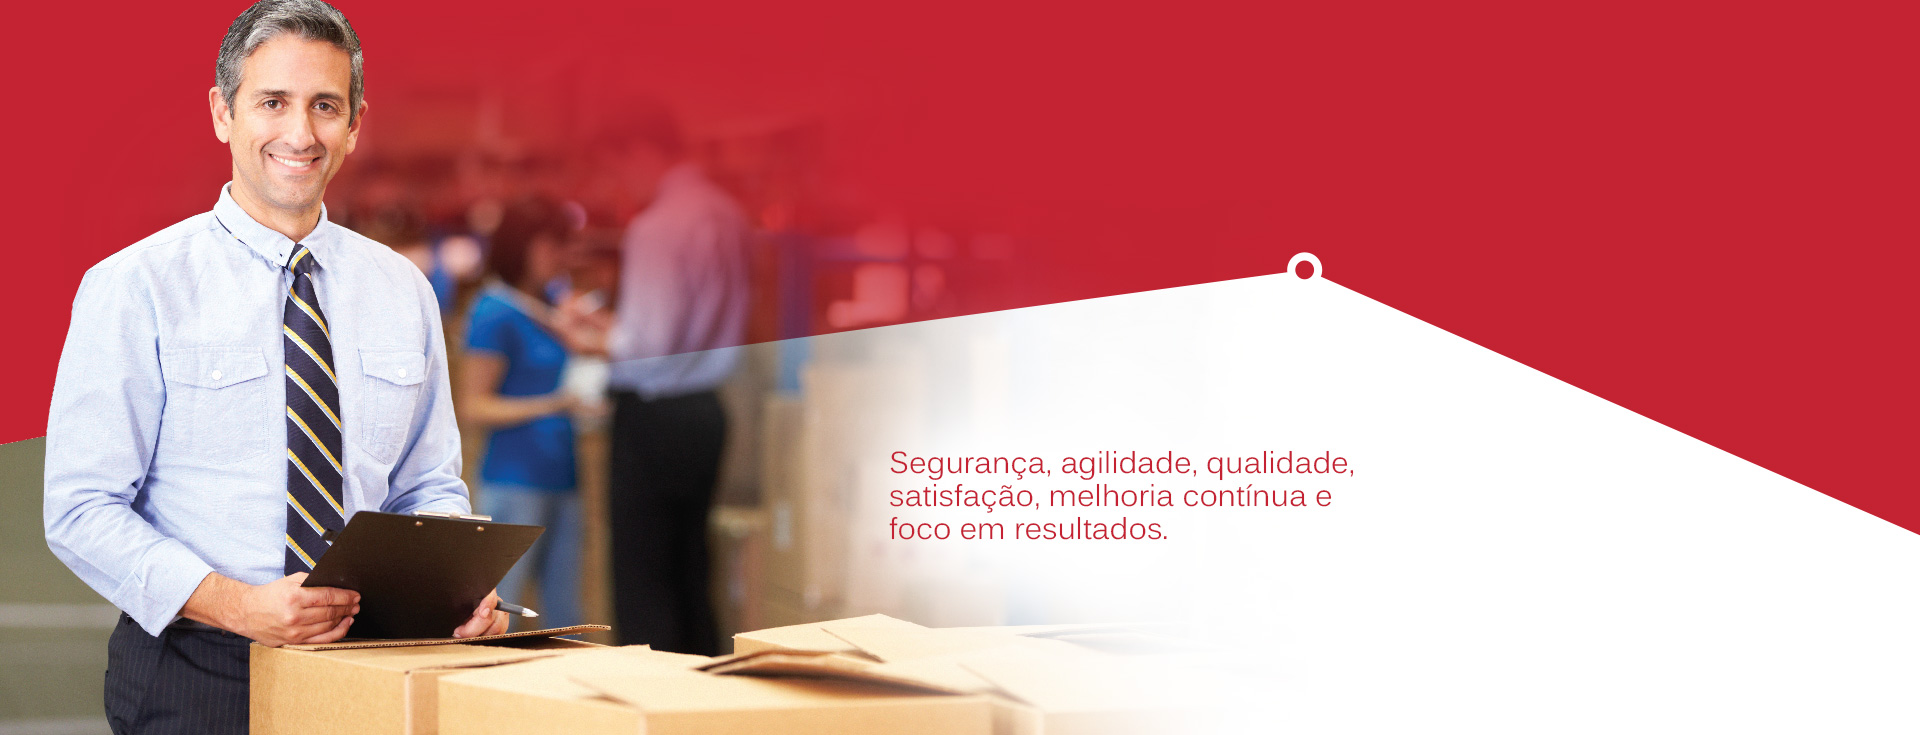 Segurança, agilidade, qualidade,
satisfação, melhoria contínua e
foco em resultados.